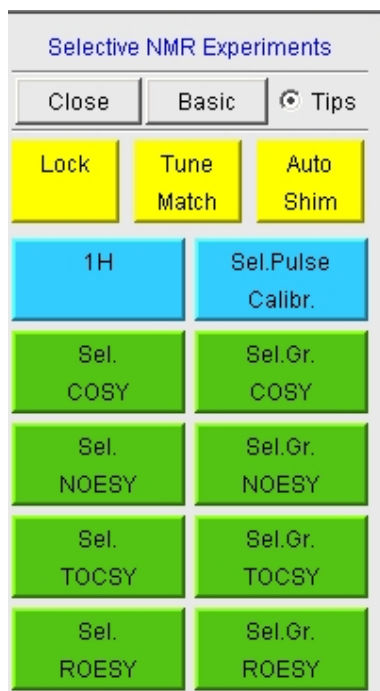 Selective NMR Experiments
Close Basic Tips
Lock Tune Match Auto Shim
1H Sel.Pulse Calibr.
Sel. COSY Sel.Gr. COSY
Sel. NOESY Sel.Gr. NOESY
Sel. TOCSY Sel.Gr. TOCSY
Sel. ROESY Sel.Gr. ROESY